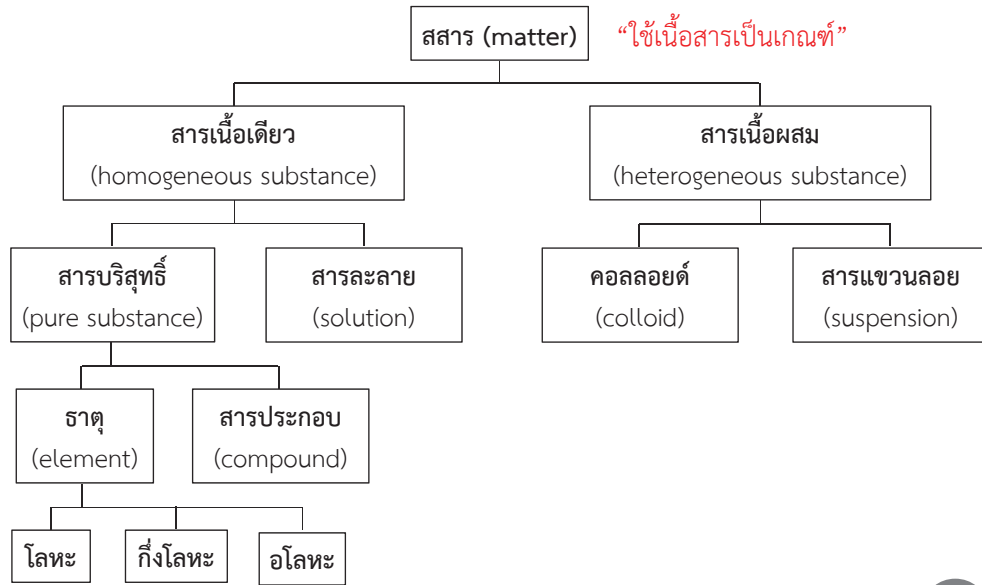 สสาร (matter) “ใช้เนื้อสารเป็นเกณฑ์”
สารเนื้อเดียว
(homogeneous substance)
สารเนื้อผสม
(heterogeneous substance)
สารบริสุทธิ์
(pure substance)
สารละลาย
(solution)
คอลลอยด์
(colloid)
สารแขวนลอย
(suspension)
ธาตุ
(element)
สารประกอบ
(compound)
โลหะ
กึ่งโลหะ
อโลหะ